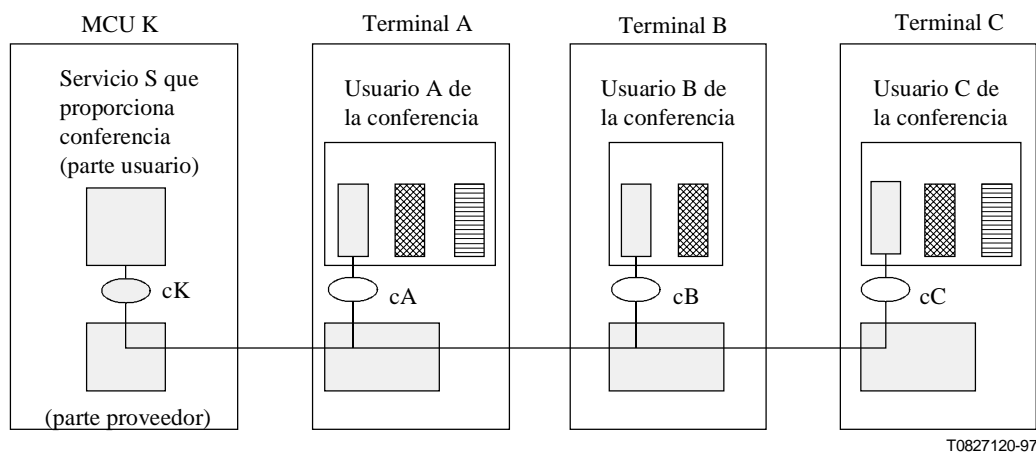 MCU K
Terminal A
Terminal B
Terminal C
Servicio S que
proporciona
conferencia
(parte usuario)
Usuario A de
la conferencia
Usuario B de
la conferencia
Usuario C de
la conferencia
cK
cA
cB
cC
(parte proveedor)
T0827120-97